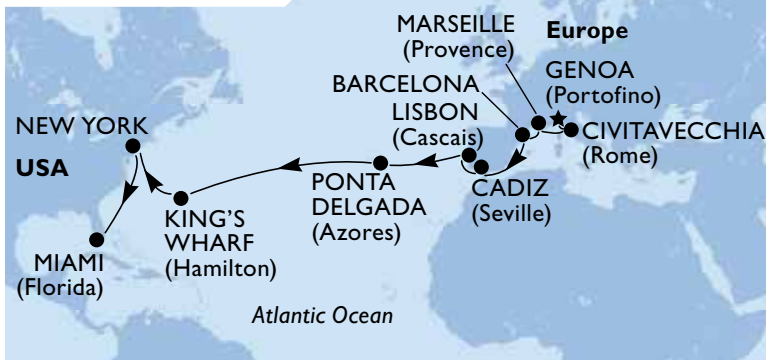 MARSEILLE
(Provence)
Europe
GENOA
(Portofino)
BARCELONA
LISBON
(Cascais)
CIVITAVECCHIA
(Rome)
NEW YORK
USA
PONTA
DELGADA
(Azores)
CADIZ
(Seville)
KING'S
WHARF
(Hamilton)
MIAMI
(Florida)
Atlantic Ocean